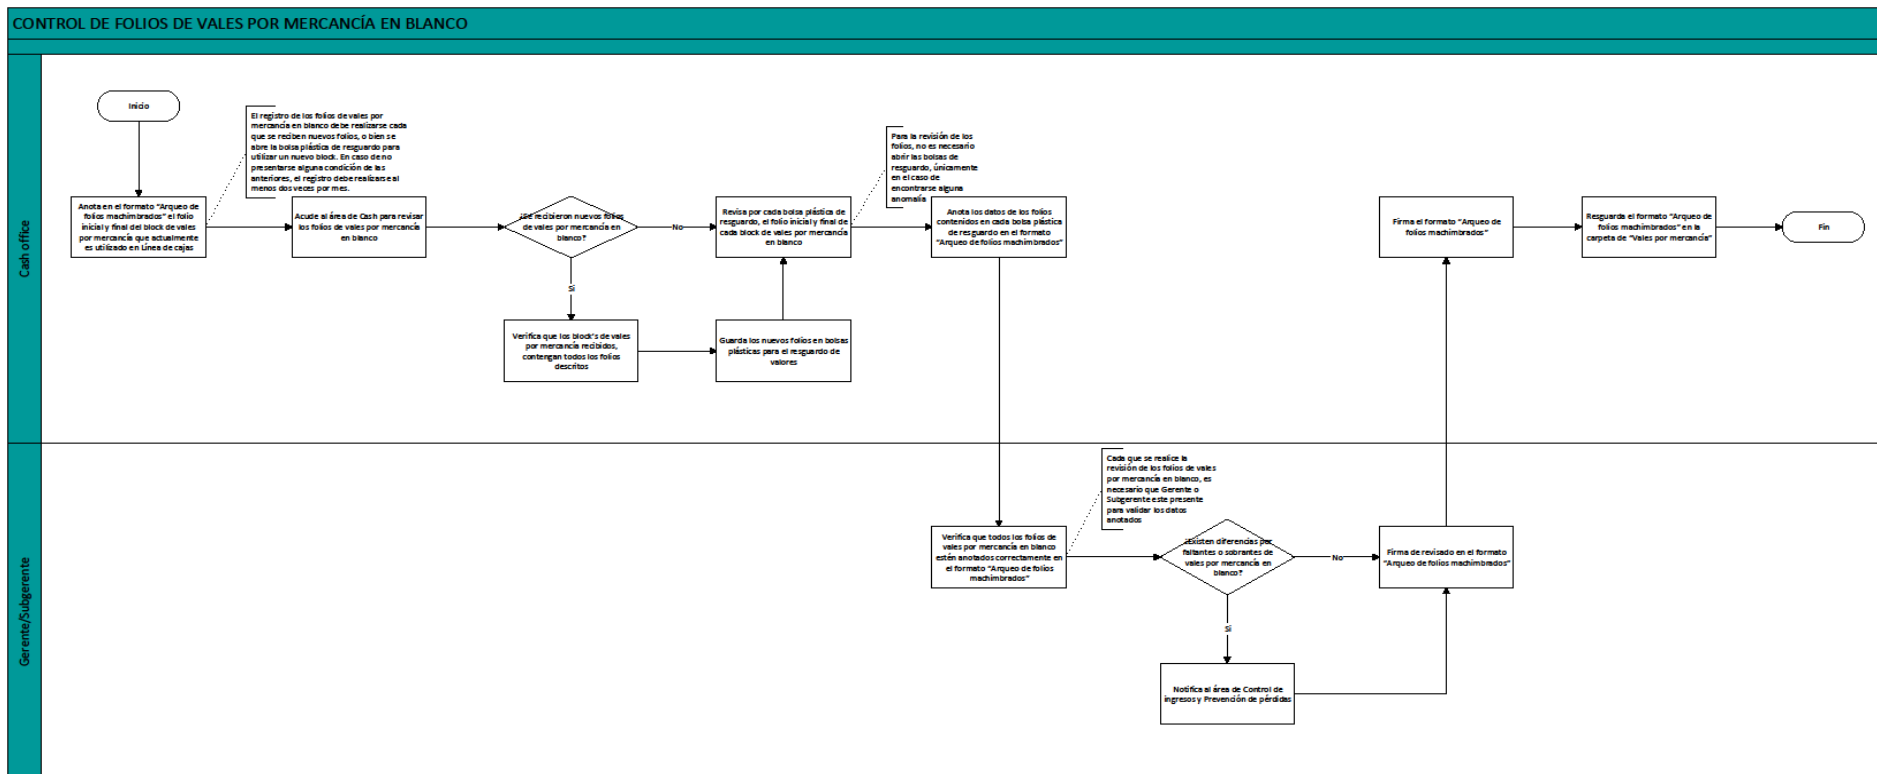 CONTROL DE FOLIOS DE VALES POR MERCANCÍA EN BLANCO
Cash office
Inicio
El registro de los folios de vales por
mercancía en blanco debe realizarse cada
que se reciben nuevos folios, o bien se
abre la bolsa plástica de resguardo para
utilizar un nuevo block. En caso de no
presentarse alguna condición de las
anteriores, el registro debe realizarse al
menos dos veces por mes.
Anota en el formato "Arqueo de
folios machimbrados" el folio
inicial y final del block de vales
por mercancía que actualmente
es utilizado en Línea de cajas
Acude al área de Cash para revisar
los folios de vales por mercancía
en blanco
¿Se recibieron nuevos folios
de vales por mercancía en
blanco?
No
Sí
Verifica que los block's de vales
por mercancía recibidos,
contengan todos los folios
descritos
Guarda los nuevos folios en bolsas
plásticas para el resguardo de
valores
Revisa por cada bolsa plástica de
resguardo, el folio inicial y final de
cada block de vales por mercancía
en blanco
Para la revisión de los
folios, no es necesario
abrir las bolsas de
resguardo, únicamente
en el caso de
encontrarse alguna
anomalía
Anota los datos de los folios
contenidos en cada bolsa plástica
de resguardo en el formato
"Arqueo de folios machimbrados"
Firma el formato "Arqueo de
folios machimbrados"
Resguarda el formato "Arqueo de
folios machimbrados" en la
carpeta de "Vales por mercancía"
Fin
Gerente/Subgerente
Cada que se realice la
revisión de los folios de vales
por mercancía en blanco, es
necesario que Gerente o
Subgerente este presente
para validar los datos
anotados
Verifica que todos los folios de
vales por mercancía en blanco
estén anotados correctamente en
el formato "Arqueo de folios
machimbrados"
¿Existen diferencias por
faltantes o sobrantes de
vales por mercancía en
blanco?
No
Sí
Firma de revisado en el formato
"Arqueo de folios machimbrados"
Notifica al área de Control de
ingresos y Prevención de pérdidas